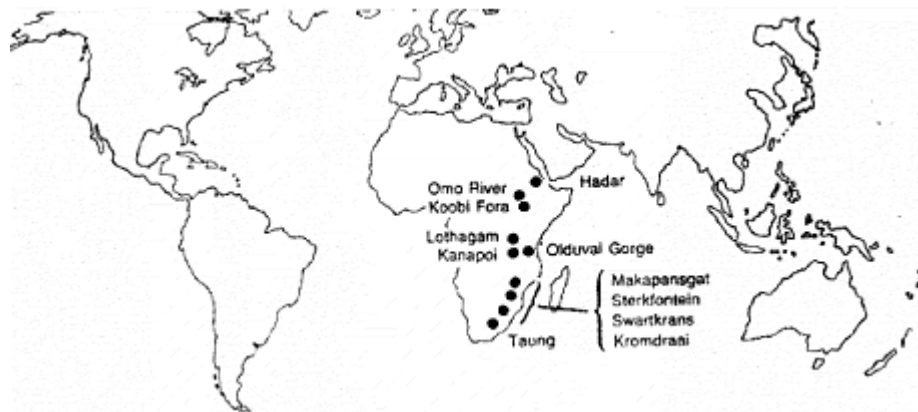 Hadar
Omo River
Koobi Fora
Lothagam
Kanapoi
Olduvai Gorge
Makapansgat
Sterkfontein
Swartkrans
Kromdraai
Taung